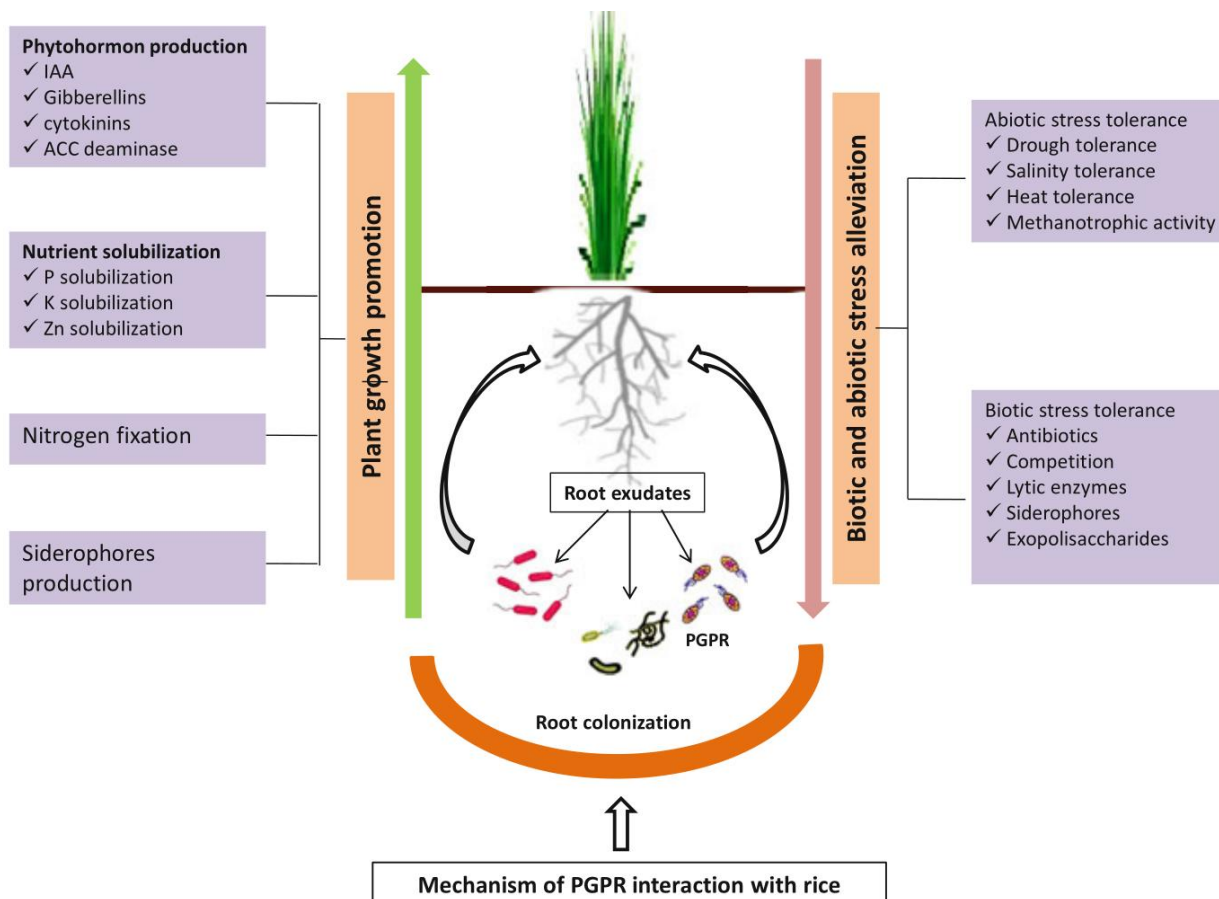 Phytohormon production
✓ IAA
✓ Gibberellins
✓ cytokinins
✓ ACC deaminase
Nutrient solubilization
✓ P solubilization
✓ K solubilization
✓ Zn solubilization
Nitrogen fixation
Siderophores
production
Plant growth promotion
Root exudates
PGPR
Root colonization
Biotic and abiotic stress alleviation
Abiotic stress tolerance
✓ Drough tolerance
✓ Salinity tolerance
✓ Heat tolerance
✓ Methanotrophic activity
Biotic stress tolerance
✓ Antibiotics
✓ Competition
✓ Lytic enzymes
✓ Siderophores
✓ Exopolisaccharides
Mechanism of PGPR interaction with rice